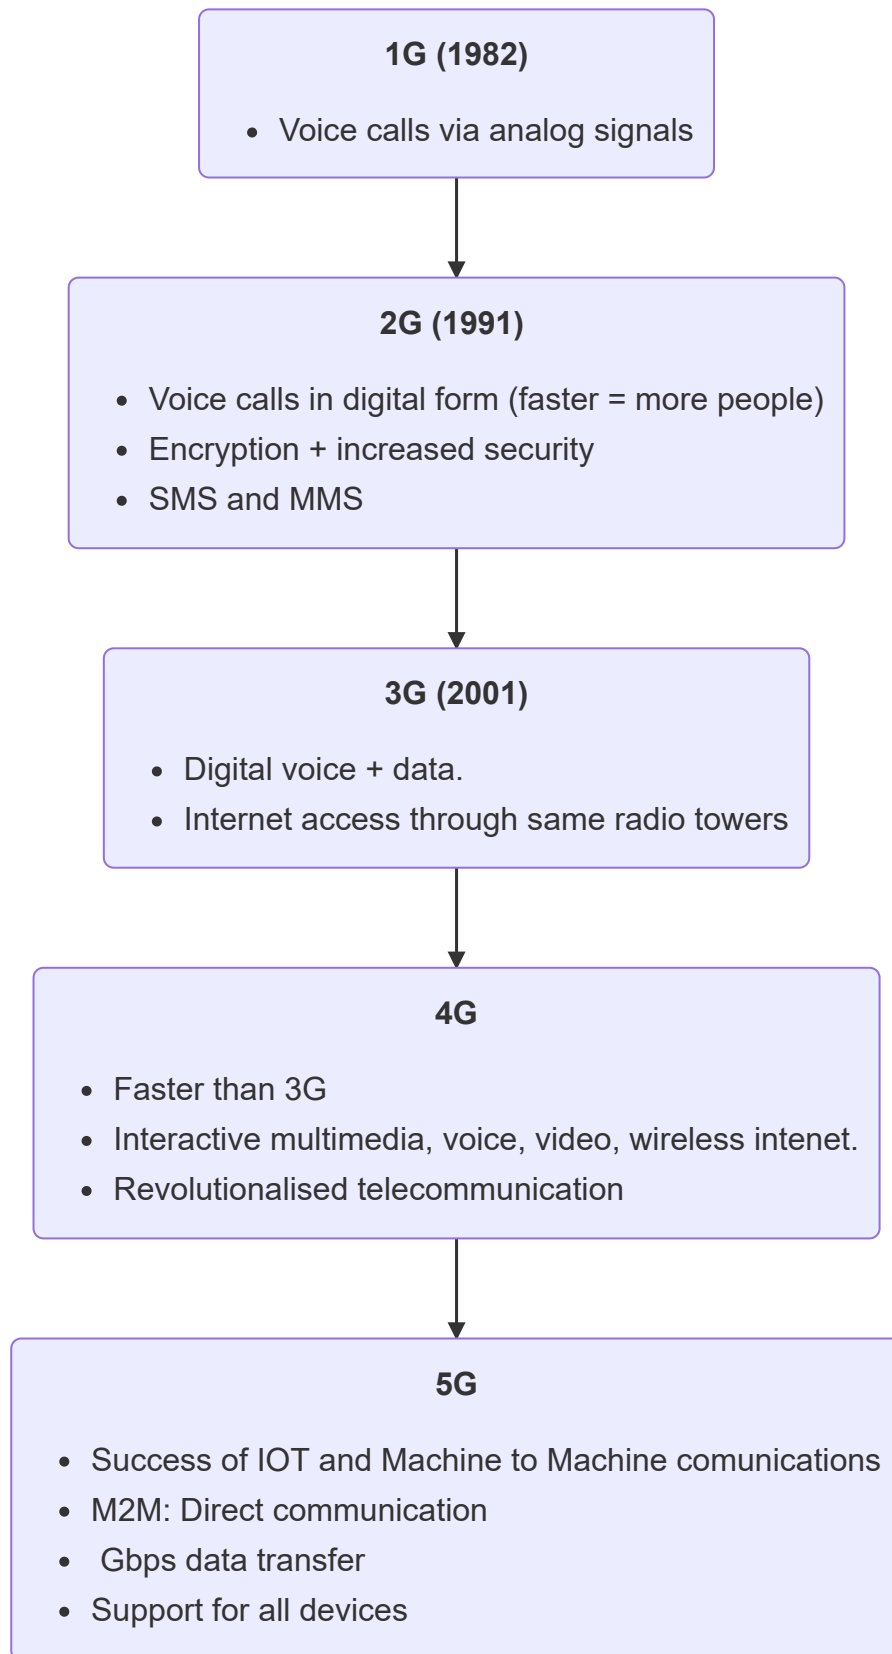 1G (1982)
• Voice calls via analog signals
2G (1991)
• Voice calls in digital form (faster = more people)
• Encryption + increased security
• SMS and MMS
3G (2001)
• Digital voice + data.
• Internet access through same radio towers
4G
• Faster than 3G
• Interactive multimedia, voice, video, wireless intenet.
• Revolutionalised telecommunication
5G
• Success of IOT and Machine to Machine comunications
• M2M: Direct communication
• Gbps data transfer
• Support for all devices